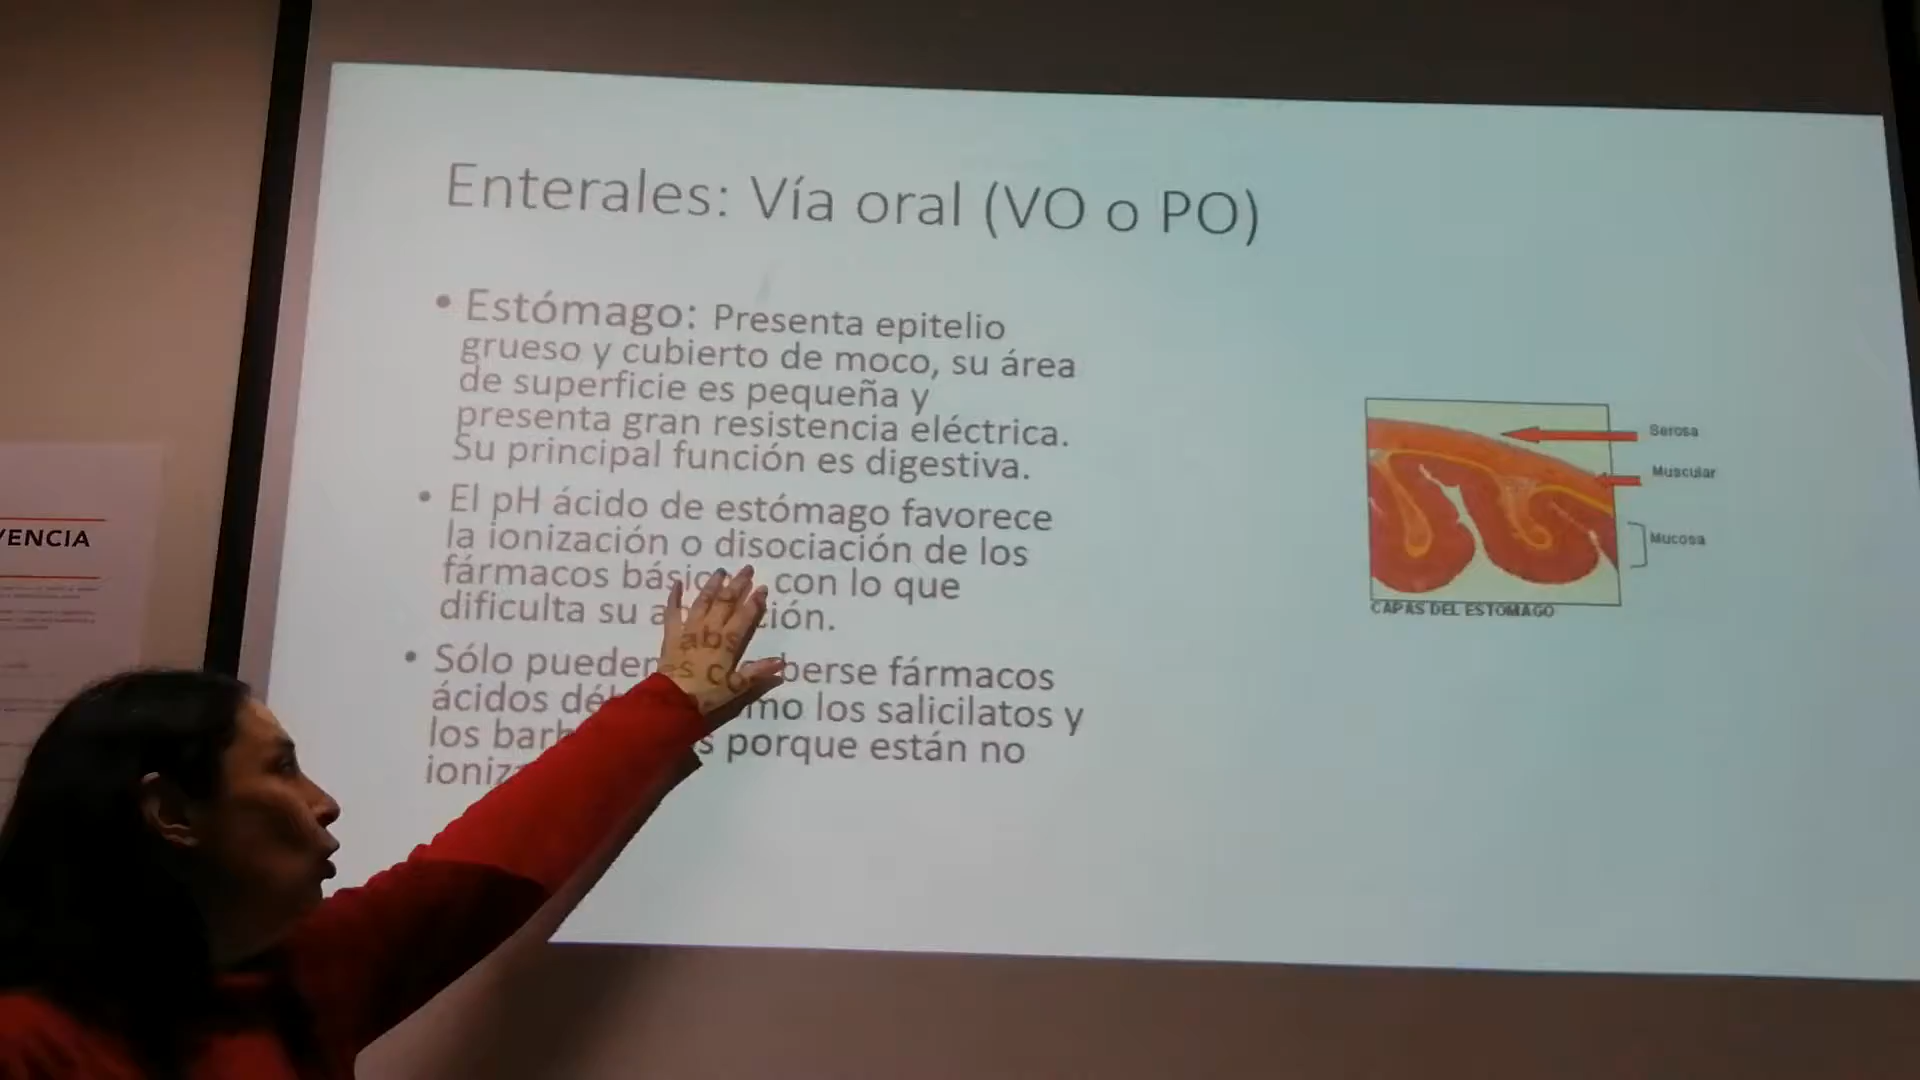 Enterales: Vía oral (VO o PO)
• Estómago: Presenta epitelio
grueso y cubierto de moco, su área
de superficie es pequeña y
presenta gran resistencia eléctrica.
Su principal función es digestiva.
• El pH ácido de estómago favorece
la ionización o disociación de los
fármacos con lo que
dificulta su
• Sólo pueden fármacos
ácidos los salicilatos y
los porque están no
Serosa
Muscular
Mucosa
CAPAS DEL ESTOMAGO
VENCIA